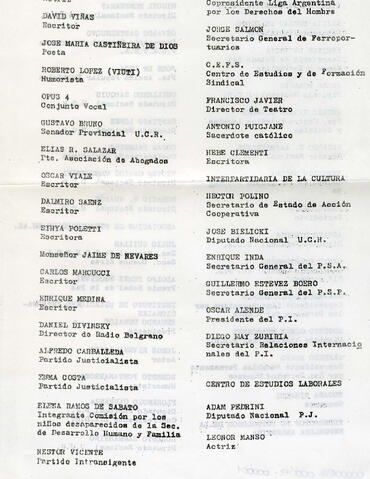 DAVID VIÑAS
Escritor
JOSE MARIA CASTIÑEIRA DE DIOS
Poeta
ROBERTO LOPEZ (VIUTI)
Humorista
OPUS 4
Conjunto Vocal
GUSTAVO BRUNO
Senador Provincial U.C.R.
ELIAS R. SALAZAR
Pte. Asociación de Abogados
OSCAR VIALE
Escritor
DALMIRO SAENZ
Escritor
SYRIA POLETTI
Escritora
Monseñor JAIME DE NEVARES
CARLOS MARCUCCI
Escritor
ENRIQUE MEDINA
Escritor
DANIEL DIVINSKY
Director de Radio Belgrano
ALFREDO CARBALLEDA
Partido Justicialista
ESMA COSTA
Partido Justicialista
ELENA RAMOS DE SABATO
Integrante Comisión por los
niños desaparecidos de la Sec.
de Desarrollo Humano y Familia
NESTOR VICENTE
Partido Intransigente
Copresidente Liga Argentina
por los Derechos del Hombre
JORGE SALMON
Secretario General de Ferropor-
tuarios
C.E.F.S.
Centro de Estudios y de Formación
Sindical
FRANCISCO JAVIER
Director de Teatro
ANTONIO PUIGJANE
Sacerdote católico
HEBE CLEMENTI
Escritora
INTERPARTIDARIA DE LA CULTURA
HECTOR POLINO
Secretario de Estado de Acción
Cooperativa
JOSE BIELICKI
Diputado Nacional U.C.R.
ENRIQUE INDA
Secretario General del P.S.A.
GUILLERMO ESTEVEZ BOERO
Secretario General del P.S.P.
OSCAR ALENDE
Presidente del P.I.
DIEGO MAY ZUBIRIA
Secretario Relaciones Internacio
nales del P.I.
CENTRO DE ESTUDIOS LABORALES
ADAM PEDRINI
Diputado Nacional P.J.
LEONOR MANSO
Actriz